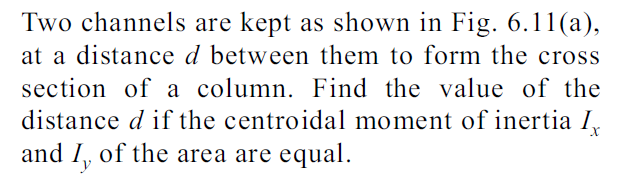 Two channels are kept as shown in Fig. 6.11(a),
at a distance d between them to form the cross
section of a column. Find the value of the
distance d if the centroidal moment of inertia Iₓ
and I_y of the area are equal.